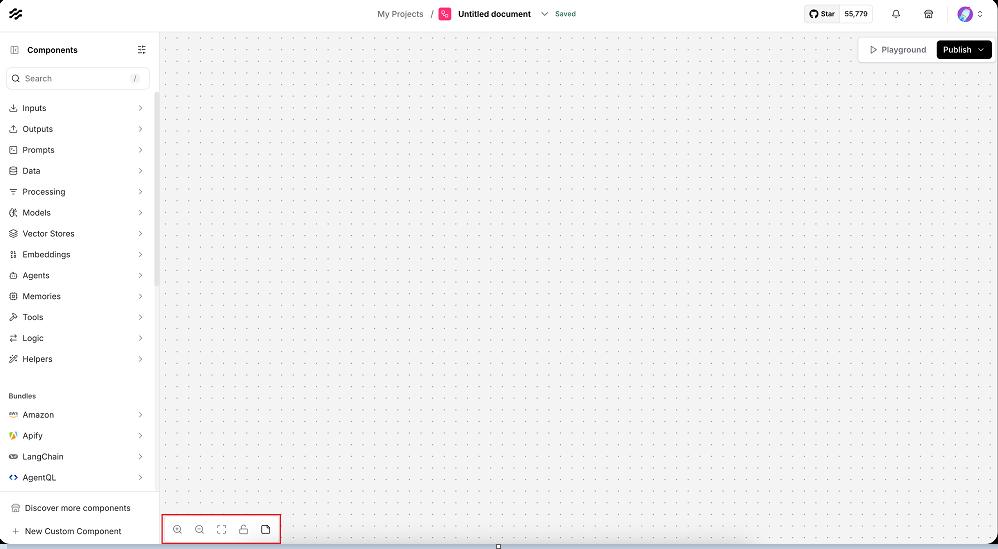 My Projects / Untitled document Saved
Star 55,779
Components
Playground Publish
Search /
Inputs
Outputs
Prompts
Data
Processing
Models
Vector Stores
Embeddings
Agents
Memories
Tools
Logic
Helpers
Bundles
aws Amazon
Apify
LangChain
AgentQL
Discover more components
+ New Custom Component